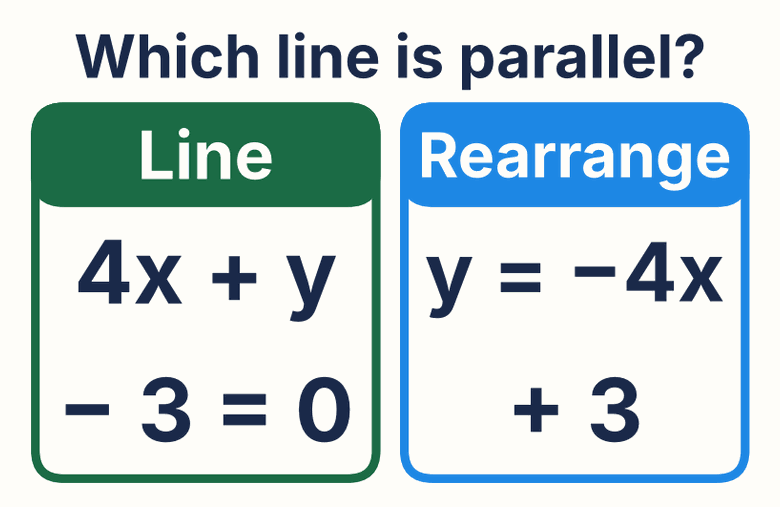 Which line is parallel?
Line
4x + y
− 3 = 0
Rearrange
y = −4x
+ 3